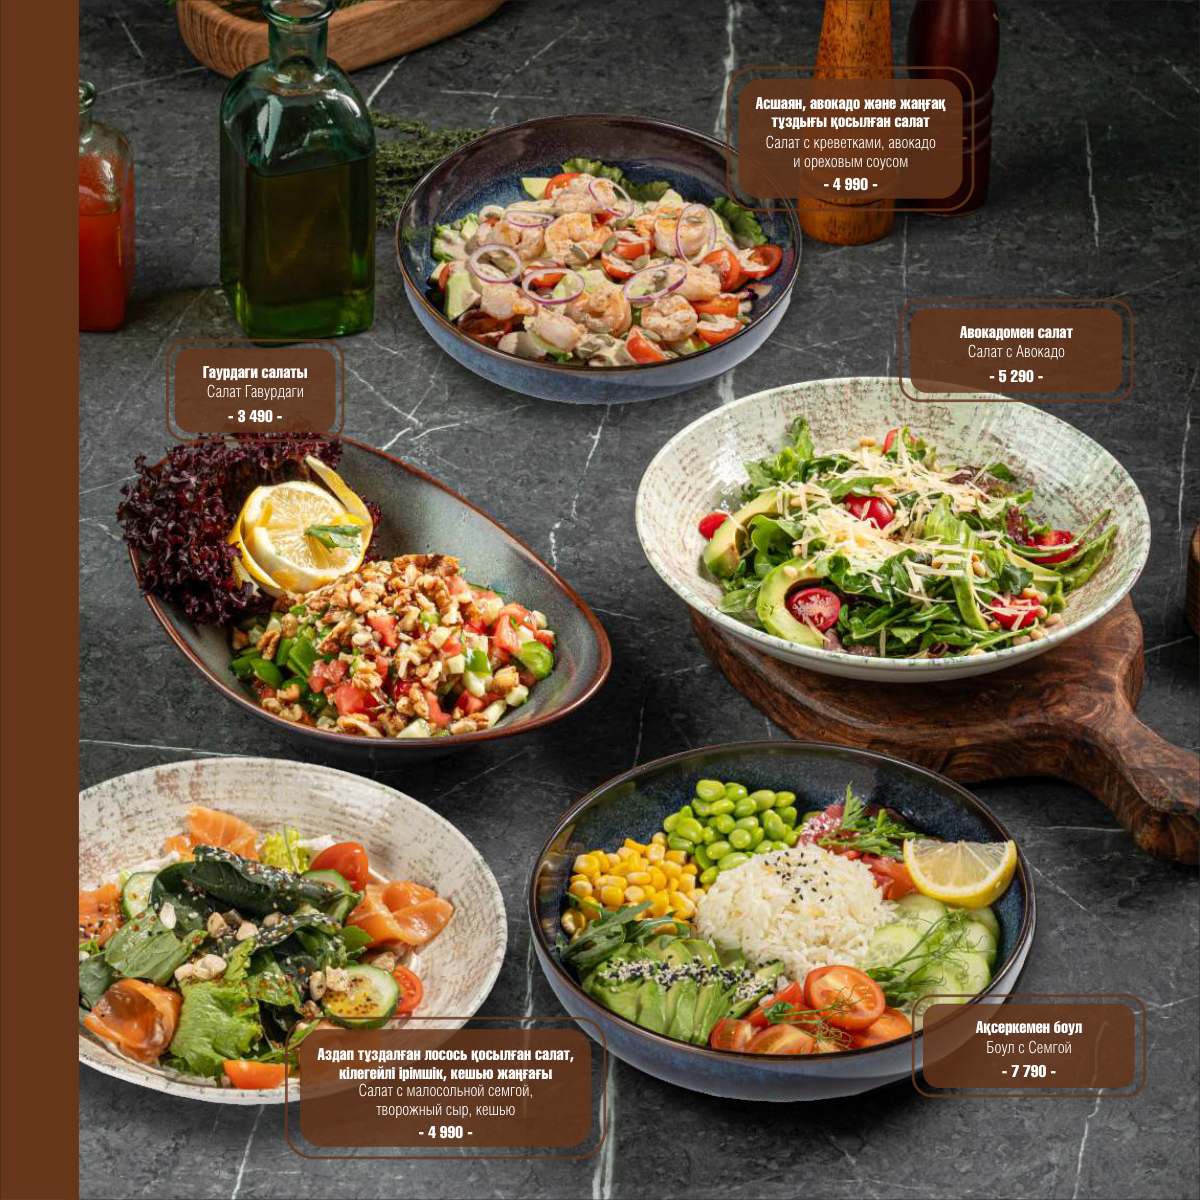 Асшаян, авокадо және жаңғақ
тұздығы қосылған салат
Салат с креветками, авокадо
и ореховым соусом
- 4 990 -
Авокадомен салат
Салат с Авокадо
- 5 290 -
Гаурдаги салаты
Салат Гавурдаги
- 3 490 -
Аздап тұздалған лосось қосылған салат,
кілегейлі ірімшік, кешью жаңғағы
Салат с малосольной семгой,
творожный сыр, кешью
- 4 990 -
Ақсеркемен боул
Боул с Семгой
- 7 790 -